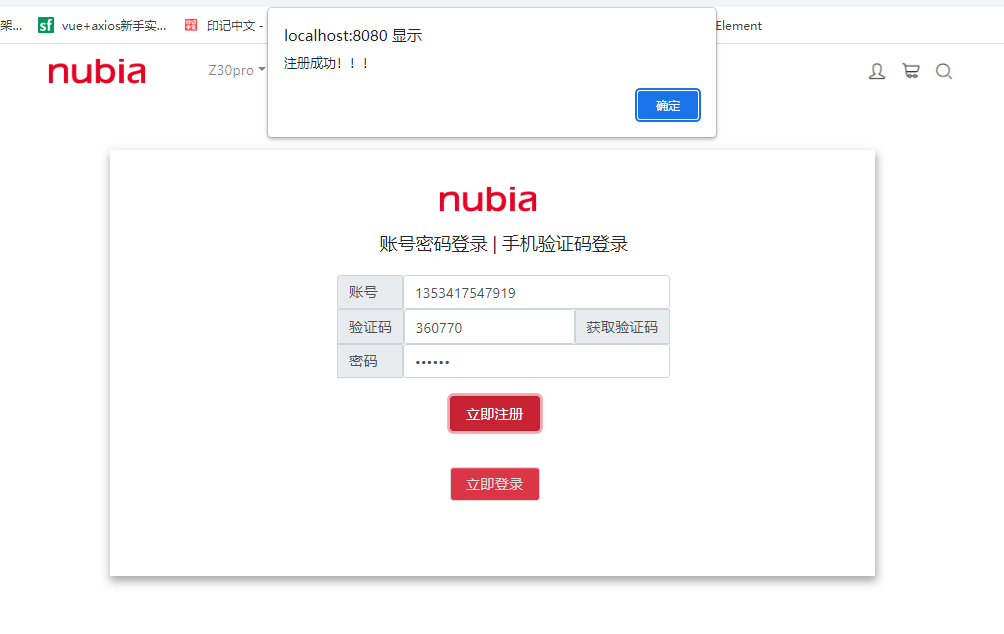 架... sf vue+axios新手实... 印记中文 - Element
localhost:8080 显示
注册成功！！！
确定
nubia Z30pro
nubia
账号密码登录 | 手机验证码登录
账号 1353417547919
验证码 360770 获取验证码
密码 ••••••
立即注册
立即登录